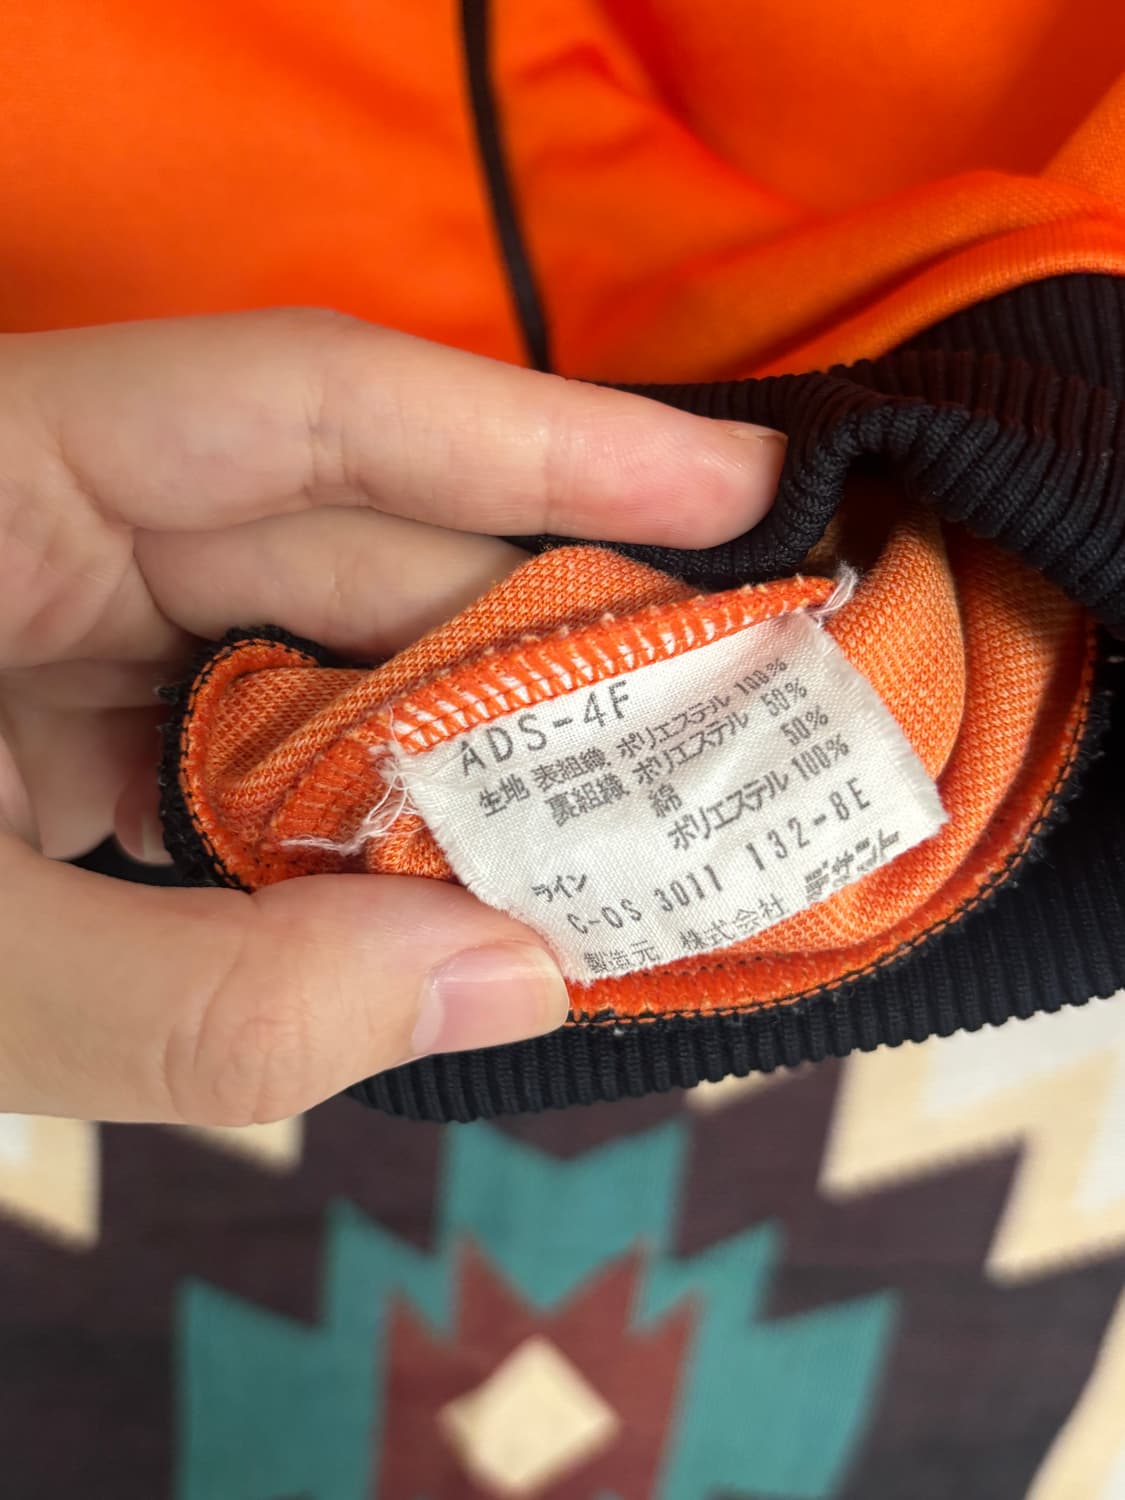 ADS-4F
生地 表組織 ポリエステル 100%
裏組織 ポリエステル 50%
綿 50%
ライン ポリエステル 100%
C-OS 3011 132-8E
製造元 株式会社 デサント